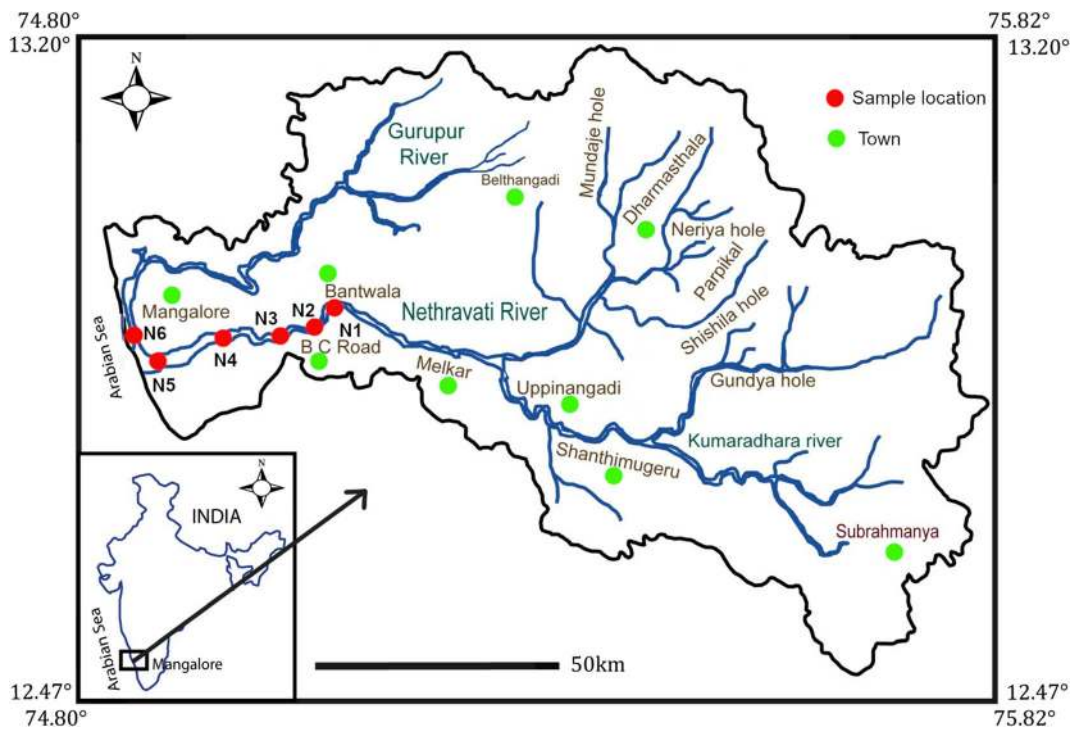 74.80°
75.82°
13.20°
13.20°
N
Sample location
Town
Gurupur
River
Belthangadi
Mundaje hole
Dharmasthala
Neriya hole
Parpikal
Shishila hole
Mangalore
Bantwala
Nethravati River
N6
N5
N4
N3
N2
N1
B C Road
Arabian Sea
Melkar
Uppinangadi
Gundya hole
Shanthimugeru
Kumaradhara river
Subrahmanya
N
INDIA
Arabian Sea
Mangalore
50km
12.47°
12.47°
74.80°
75.82°